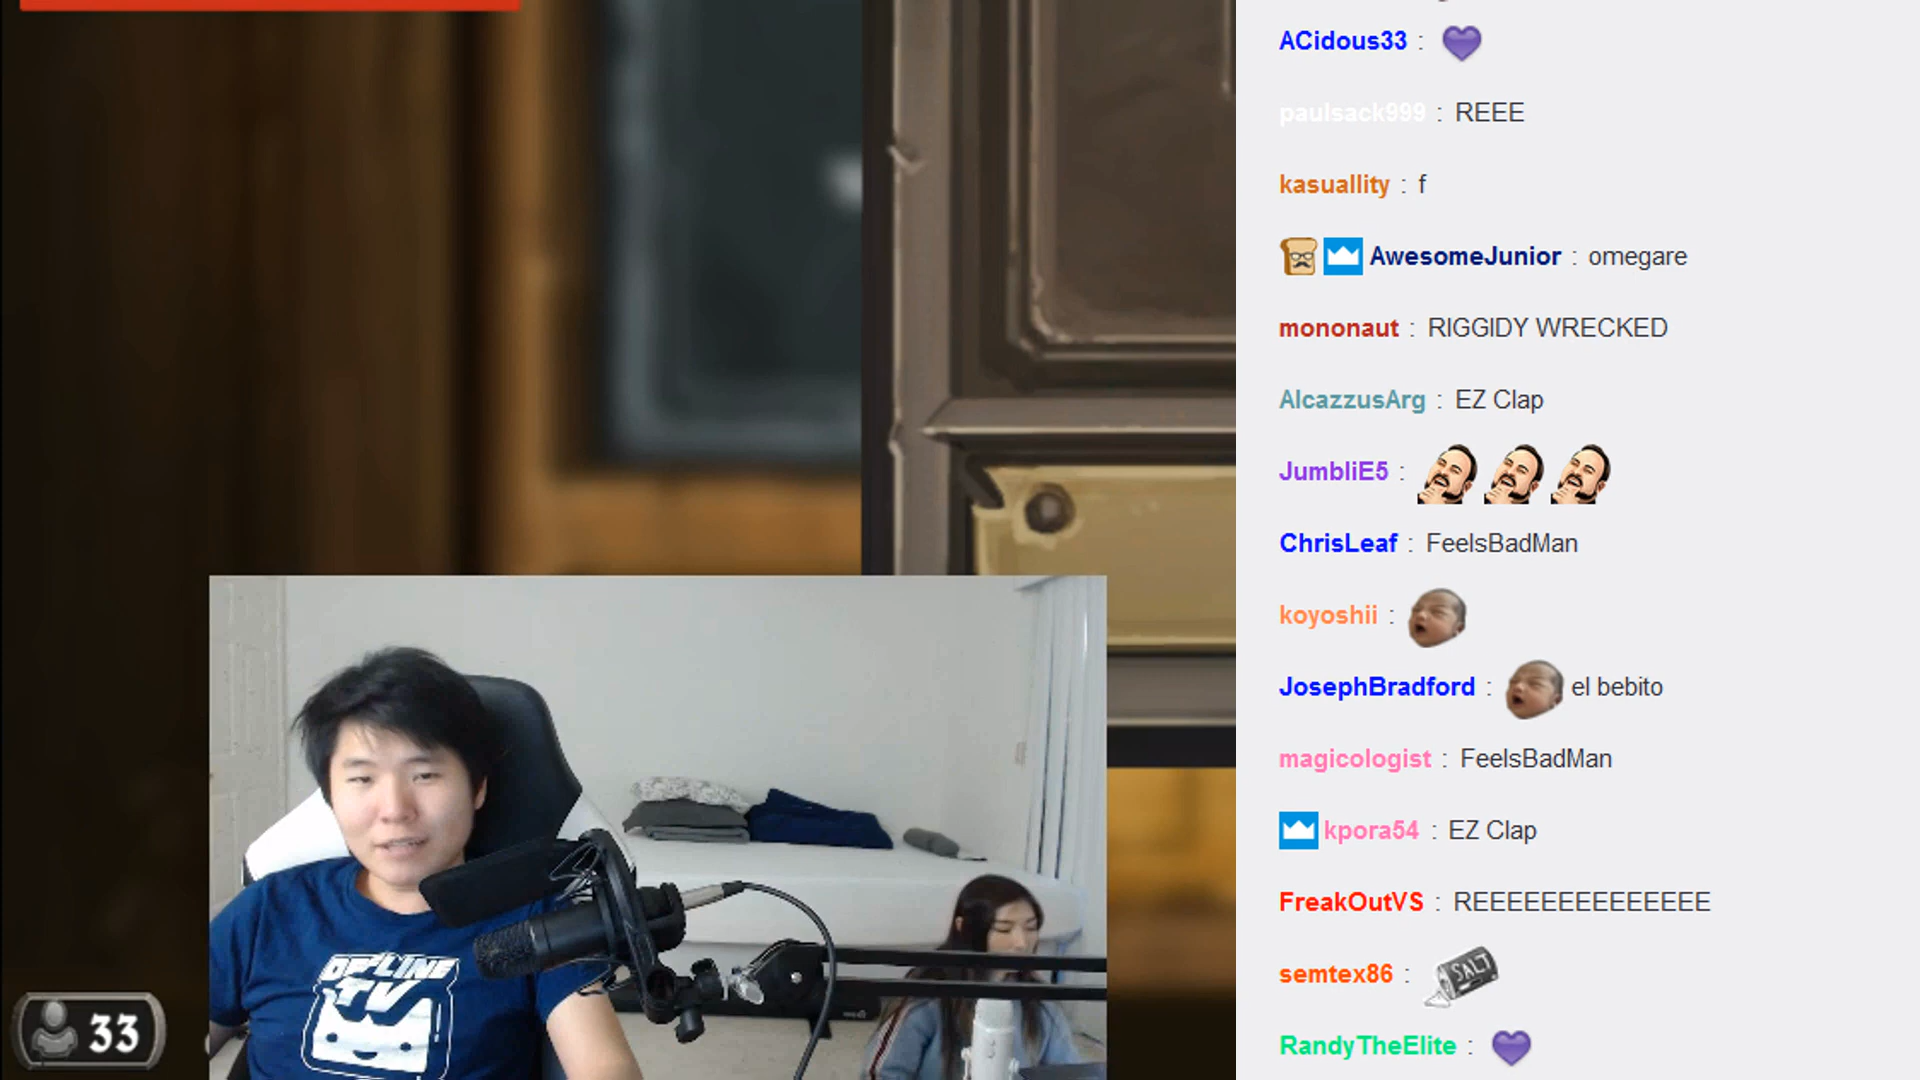 ACidous33 :
paulsack999 : REEE
kasuallity : f
AwesomeJunior : omegare
mononaut : RIGGIDY WRECKED
AlcazzusArg : EZ Clap
JumbliE5 :
ChrisLeaf : FeelsBadMan
koyoshii :
JosephBradford : el bebito
magicologist : FeelsBadMan
kpora54 : EZ Clap
FreakOutVS : REEEEEEEEEEEEEE
semtex86 : SALT
RandyTheElite :
OFFLINE
TV
33